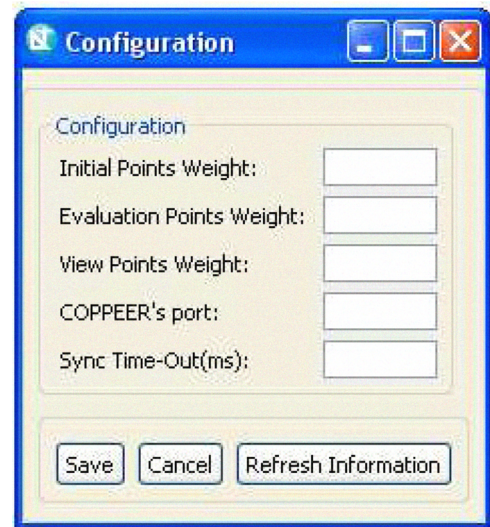 Configuration
Configuration
Initial Points Weight:
Evaluation Points Weight:
View Points Weight:
COPPEER's port:
Sync Time-Out(ms):
Save Cancel Refresh Information